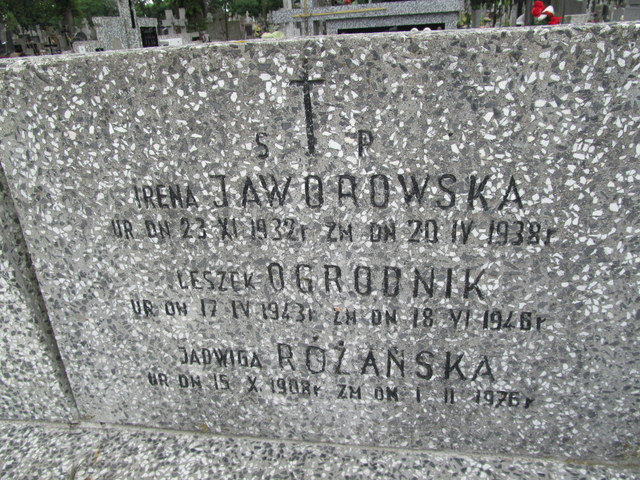 S P
IRENA JAWOROWSKA
UR DN 23 XI 1932r ZM DN 20 IV 1938r
LESZEK OGRODNIK
UR DN 17 IV 1943r ZM DN 18 VI 1946r
JADWIGA RÓŻAŃSKA
UR DN 15 X. 1908r ZM DN 1 II 1976r